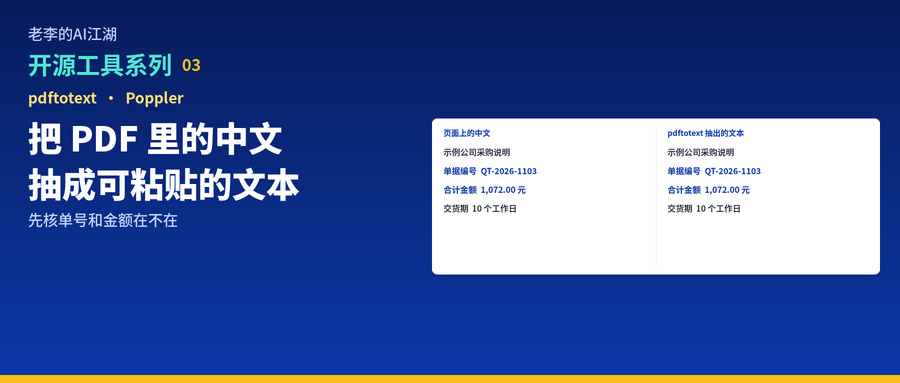 老李的AI江湖
开源工具系列 03
pdftotext · Poppler
把 PDF 里的中文
抽成可粘贴的文本
先核单号和金额在不在
页面上的中文
示例公司采购说明
单据编号 QT-2026-1103
合计金额 1,072.00 元
交货期 10 个工作日
pdftotext 抽出的文本
示例公司采购说明
单据编号 QT-2026-1103
合计金额 1,072.00 元
交货期 10 个工作日